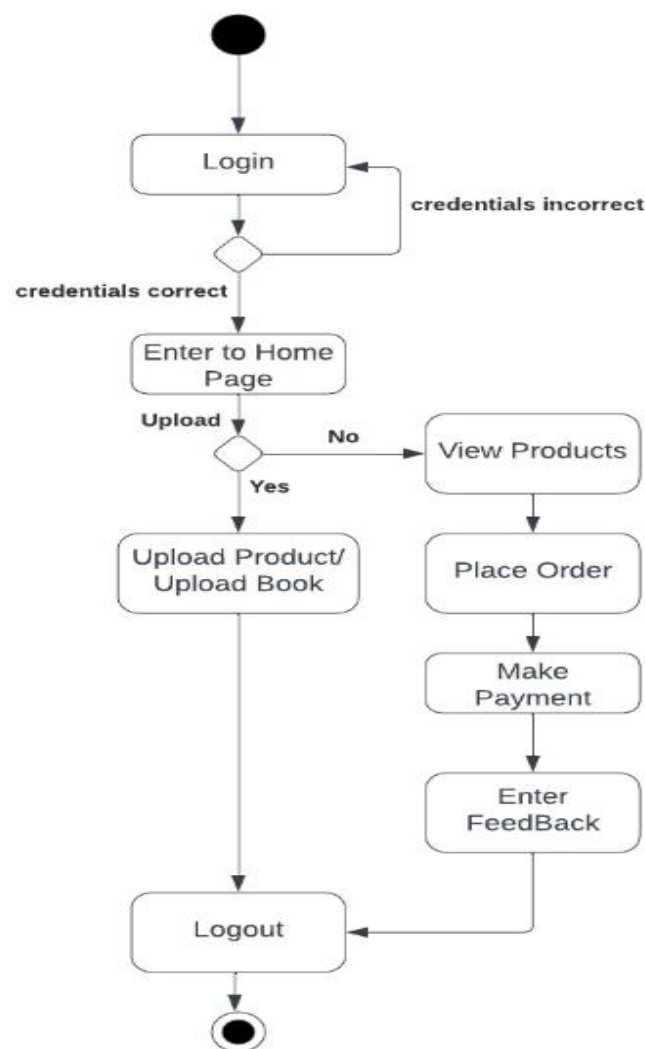 Login
credentials incorrect
credentials correct
Enter to Home
Page
Upload
No
View Products
Yes
Upload Product/
Upload Book
Place Order
Make
Payment
Enter
FeedBack
Logout